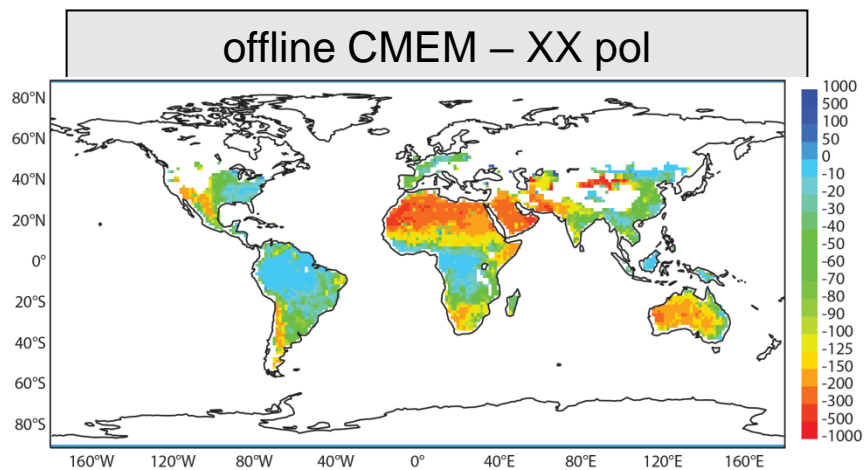 offline CMEM – XX pol
80°N
60°N
40°N
20°N
0°
20°S
40°S
60°S
80°S
160°W 120°W 80°W 40°W 0° 40°E 80°E 120°E 160°E
1000
500
100
50
0
-10
-20
-30
-40
-50
-60
-70
-80
-90
-100
-125
-150
-200
-300
-500
-1000